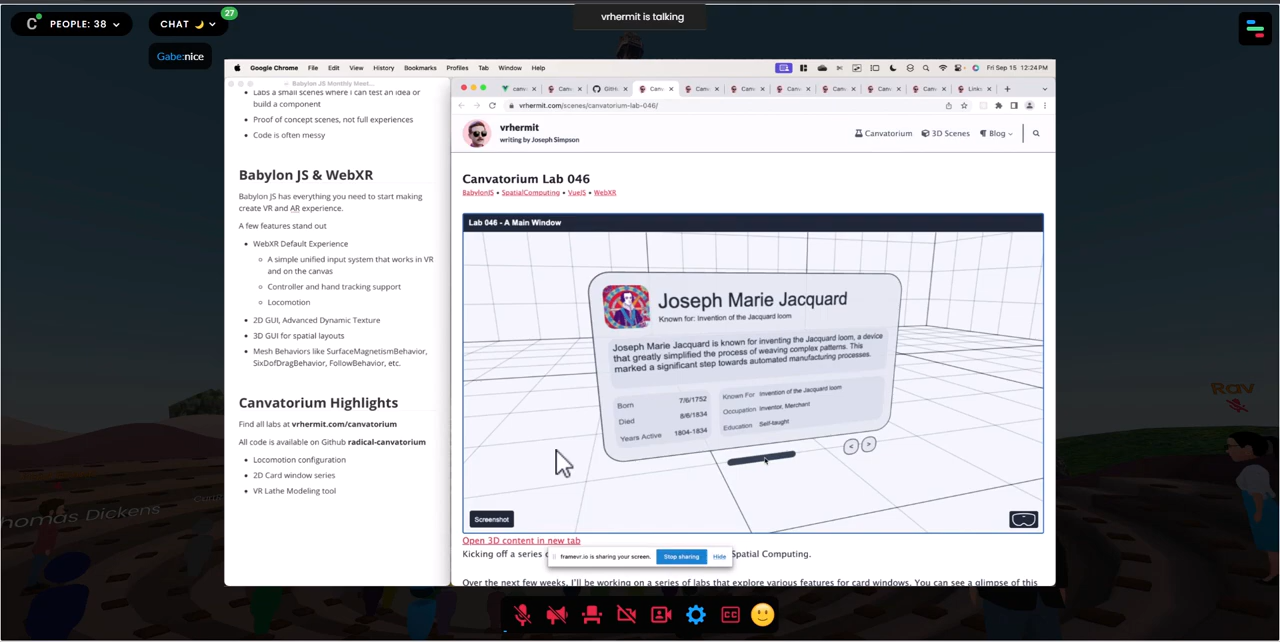 vrhermit is talking
PEOPLE: 38
CHAT
27
Gabe:nice
Google Chrome File Edit View History Bookmarks Profiles Tab Window Help
Fri Sep 15 12:24PM
Babylon JS Monthly Meet...
vrhermit.com/scenes/canvatorium-lab-046/
Labs a small scenes where I can test an idea or
build a component
Proof of concept scenes, not full experiences
Code is often messy
Babylon JS & WebXR
Babylon JS has everything you need to start making
create VR and AR experience.
A few features stand out
WebXR Default Experience
A simple unified input system that works in VR
and on the canvas
Controller and hand tracking support
Locomotion
2D GUI, Advanced Dynamic Texture
3D GUI for spatial layouts
Mesh Behaviors like SurfaceMagnetismBehavior,
SixDofDragBehavior, FollowBehavior, etc.
Canvatorium Highlights
Find all labs at vrhermit.com/canvatorium
All code is available on Github radical-canvatorium
Locomotion configuration
2D Card window series
VR Lathe Modeling tool
vrhermit
writing by Joseph Simpson
Canvatorium
3D Scenes
Blog
Canvatorium Lab 046
BabylonJS • SpatialComputing • VueJS • WebXR
Lab 046 - A Main Window
Joseph Marie Jacquard
Known for: Invention of the Jacquard loom
Joseph Marie Jacquard is known for inventing the Jacquard loom, a device
that greatly simplified the process of weaving complex patterns. This
marked a significant step towards automated manufacturing processes.
Born 7/6/1752
Died 8/6/1834
Years Active 1804-1834
Known For Invention of the Jacquard loom
Occupation Inventor, Merchant
Education Self-taught
< >
Screenshot
Open 3D content in new tab
Kicking off a series Spatial Computing.
framevr.io is sharing your screen. Stop sharing Hide
Over the next few weeks, I'll be working on a series of labs that explore various features for card windows. You can see a glimpse of this
Rav
homas Dickens
CC